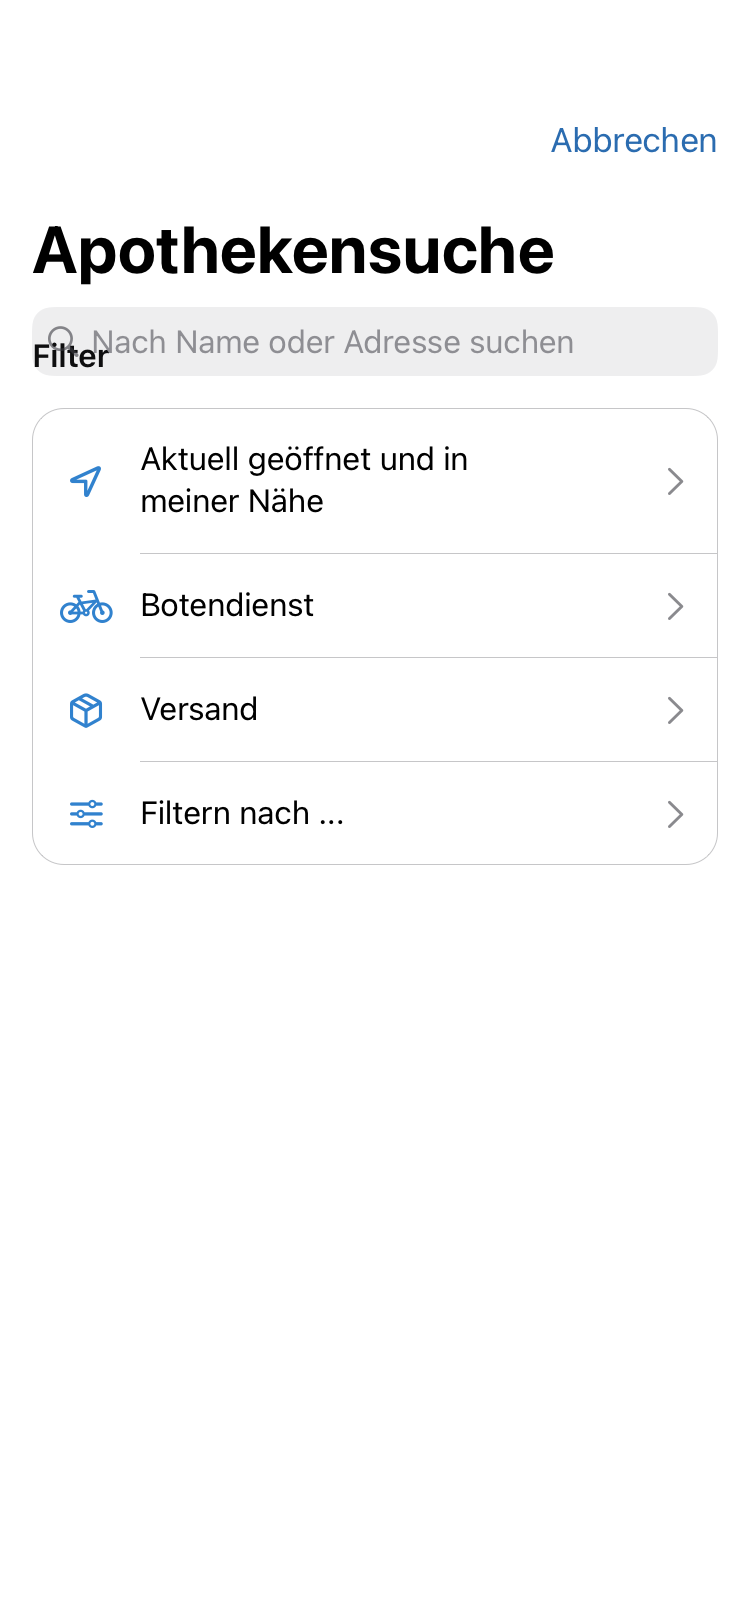 Abbrechen
Apothekensuche
Nach Name oder Adresse suchen
Filter
Aktuell geöffnet und in
meiner Nähe
Botendienst
Versand
Filtern nach ...